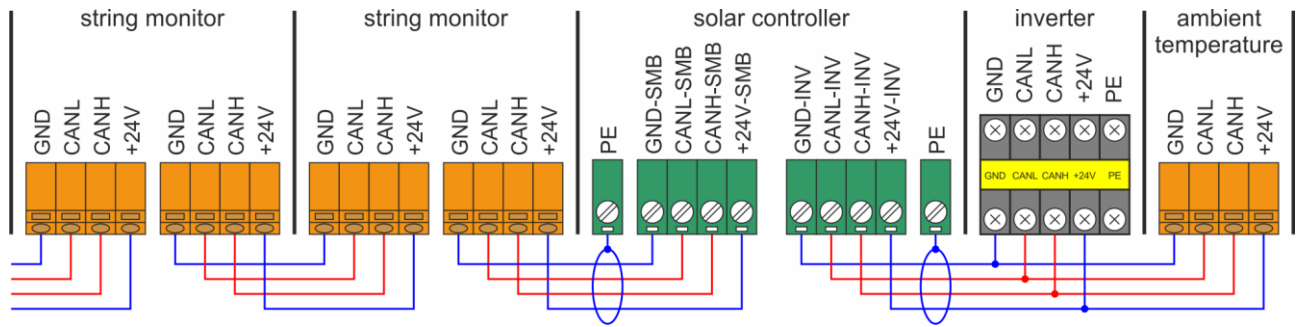 string monitor
string monitor
solar controller
inverter
ambient
temperature
GND
CANL
CANH
+24V
GND
CANL
CANH
+24V
GND
CANL
CANH
+24V
GND
CANL
CANH
+24V
PE
GND-SMB
CANL-SMB
CANH-SMB
+24V-SMB
GND-INV
CANL-INV
CANH-INV
+24V-INV
PE
GND
CANL
CANH
+24V
PE
GND
CANL
CANH
+24V
GND CANL CANH +24V PE